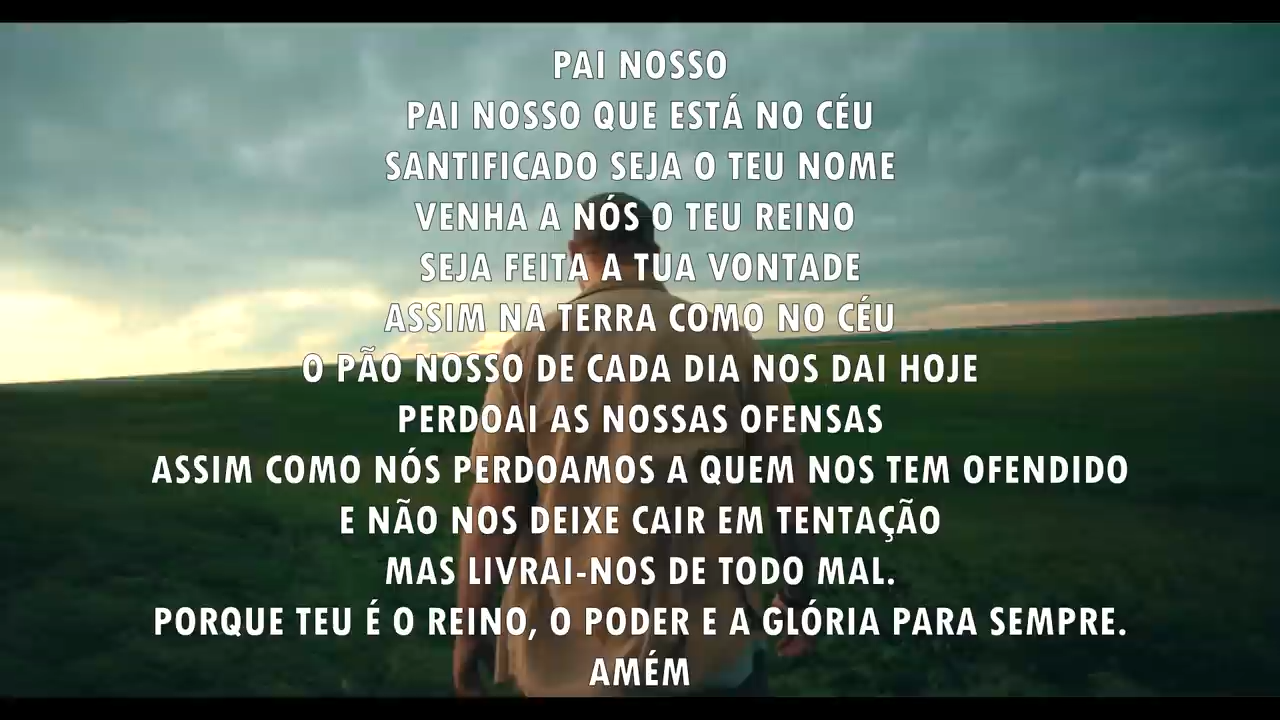 PAI NOSSO
PAI NOSSO QUE ESTÁ NO CÉU
SANTIFICADO SEJA O TEU NOME
VENHA A NÓS O TEU REINO
SEJA FEITA A TUA VONTADE
ASSIM NA TERRA COMO NO CÉU
O PÃO NOSSO DE CADA DIA NOS DAI HOJE
PERDOAI AS NOSSAS OFENSAS
ASSIM COMO NÓS PERDOAMOS A QUEM NOS TEM OFENDIDO
E NÃO NOS DEIXE CAIR EM TENTAÇÃO
MAS LIVRAI-NOS DE TODO MAL.
PORQUE TEU É O REINO, O PODER E A GLÓRIA PARA SEMPRE.
AMÉM